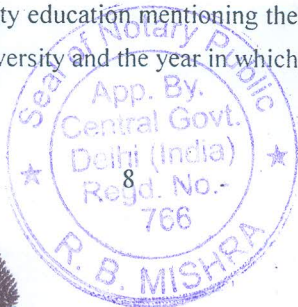 ty education mentioning the
versity and the year in which
Seal of Notary Public
App. By.
Central Govt.
Delhi (India)
8
Regd. No.-
766
R. B. MISHRA